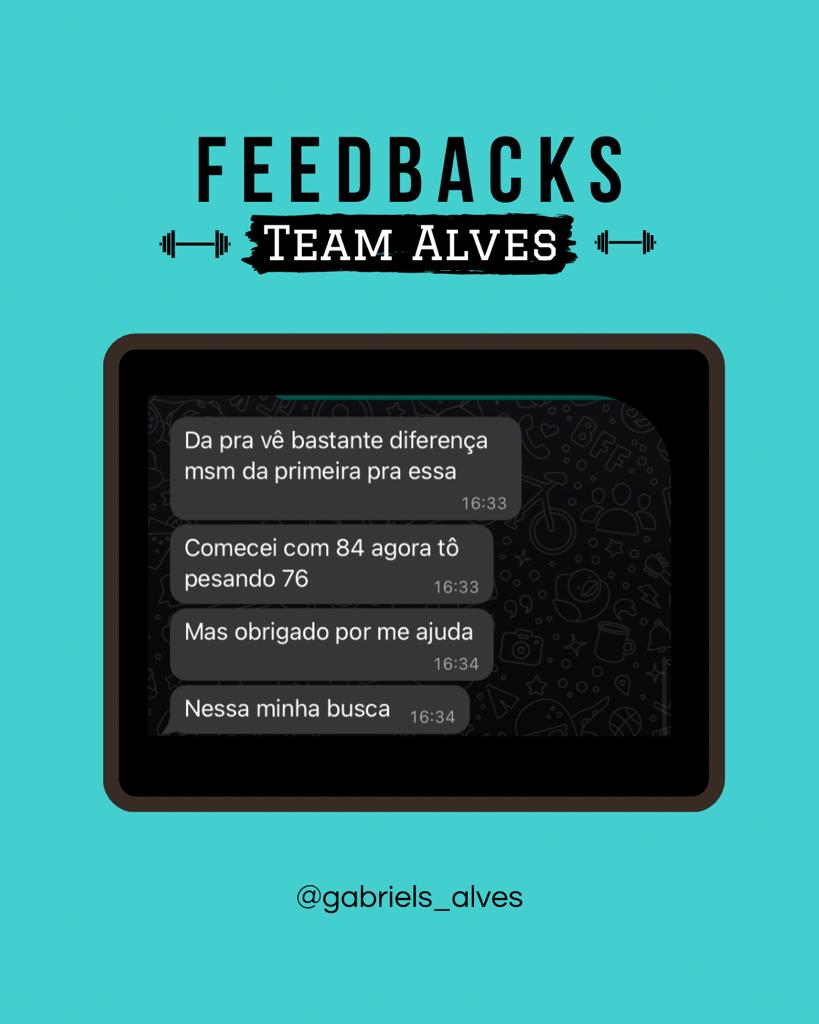 FEEDBACKS
TEAM ALVES
BFF
Da pra vê bastante diferença
msm da primeira pra essa
16:33
Comecei com 84 agora tô
pesando 76
16:33
Mas obrigado por me ajuda
16:34
Nessa minha busca
16:34
@gabriels_alves